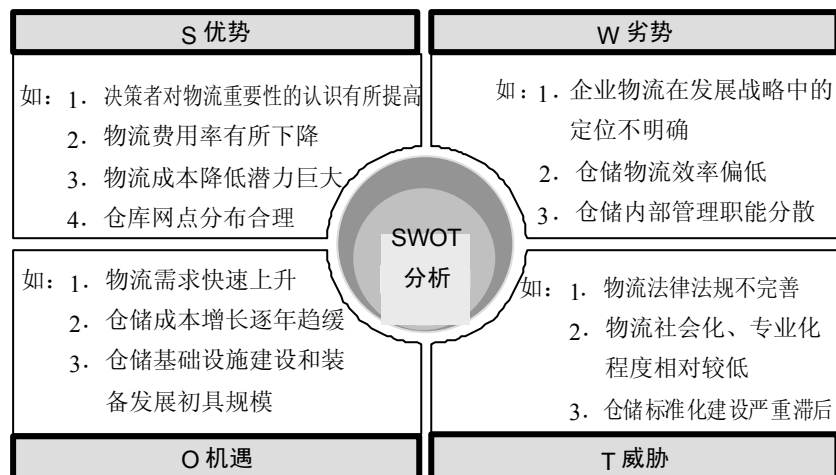 S 优势
如：1．决策者对物流重要性的认识有所提高
2．物流费用率有所下降
3．物流成本降低潜力巨大
4．仓库网点分布合理
W 劣势
如：1．企业物流在发展战略中的
定位不明确
2．仓储物流效率偏低
3．仓储内部管理职能分散
SWOT
分析
如：1．物流需求快速上升
2．仓储成本增长逐年趋缓
3．仓储基础设施建设和装
备发展初具规模
O 机遇
如：1．物流法律法规不完善
2．物流社会化、专业化
程度相对较低
3．仓储标准化建设严重滞后
T 威胁